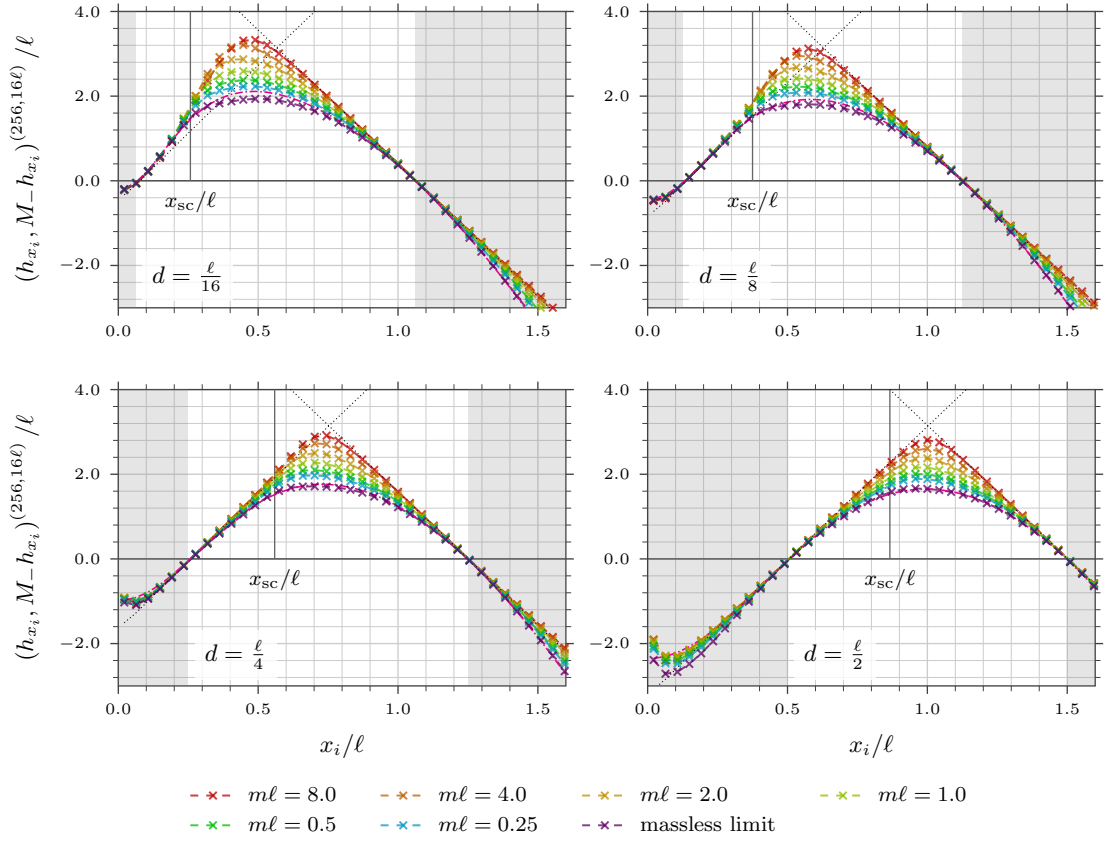 (h_{x_i}, M_− h_{x_i})^{(256,16ℓ)} /ℓ
4.0
2.0
0.0
−2.0
x_sc/ℓ
d = ℓ/16
0.0 0.5 1.0 1.5
4.0
2.0
0.0
−2.0
x_sc/ℓ
d = ℓ/8
0.0 0.5 1.0 1.5
(h_{x_i}, M_− h_{x_i})^{(256,16ℓ)} /ℓ
4.0
2.0
0.0
−2.0
x_sc/ℓ
d = ℓ/4
0.0 0.5 1.0 1.5
x_i/ℓ
4.0
2.0
0.0
−2.0
x_sc/ℓ
d = ℓ/2
0.0 0.5 1.0 1.5
x_i/ℓ
mℓ = 8.0 mℓ = 4.0 mℓ = 2.0 mℓ = 1.0
mℓ = 0.5 mℓ = 0.25 massless limit